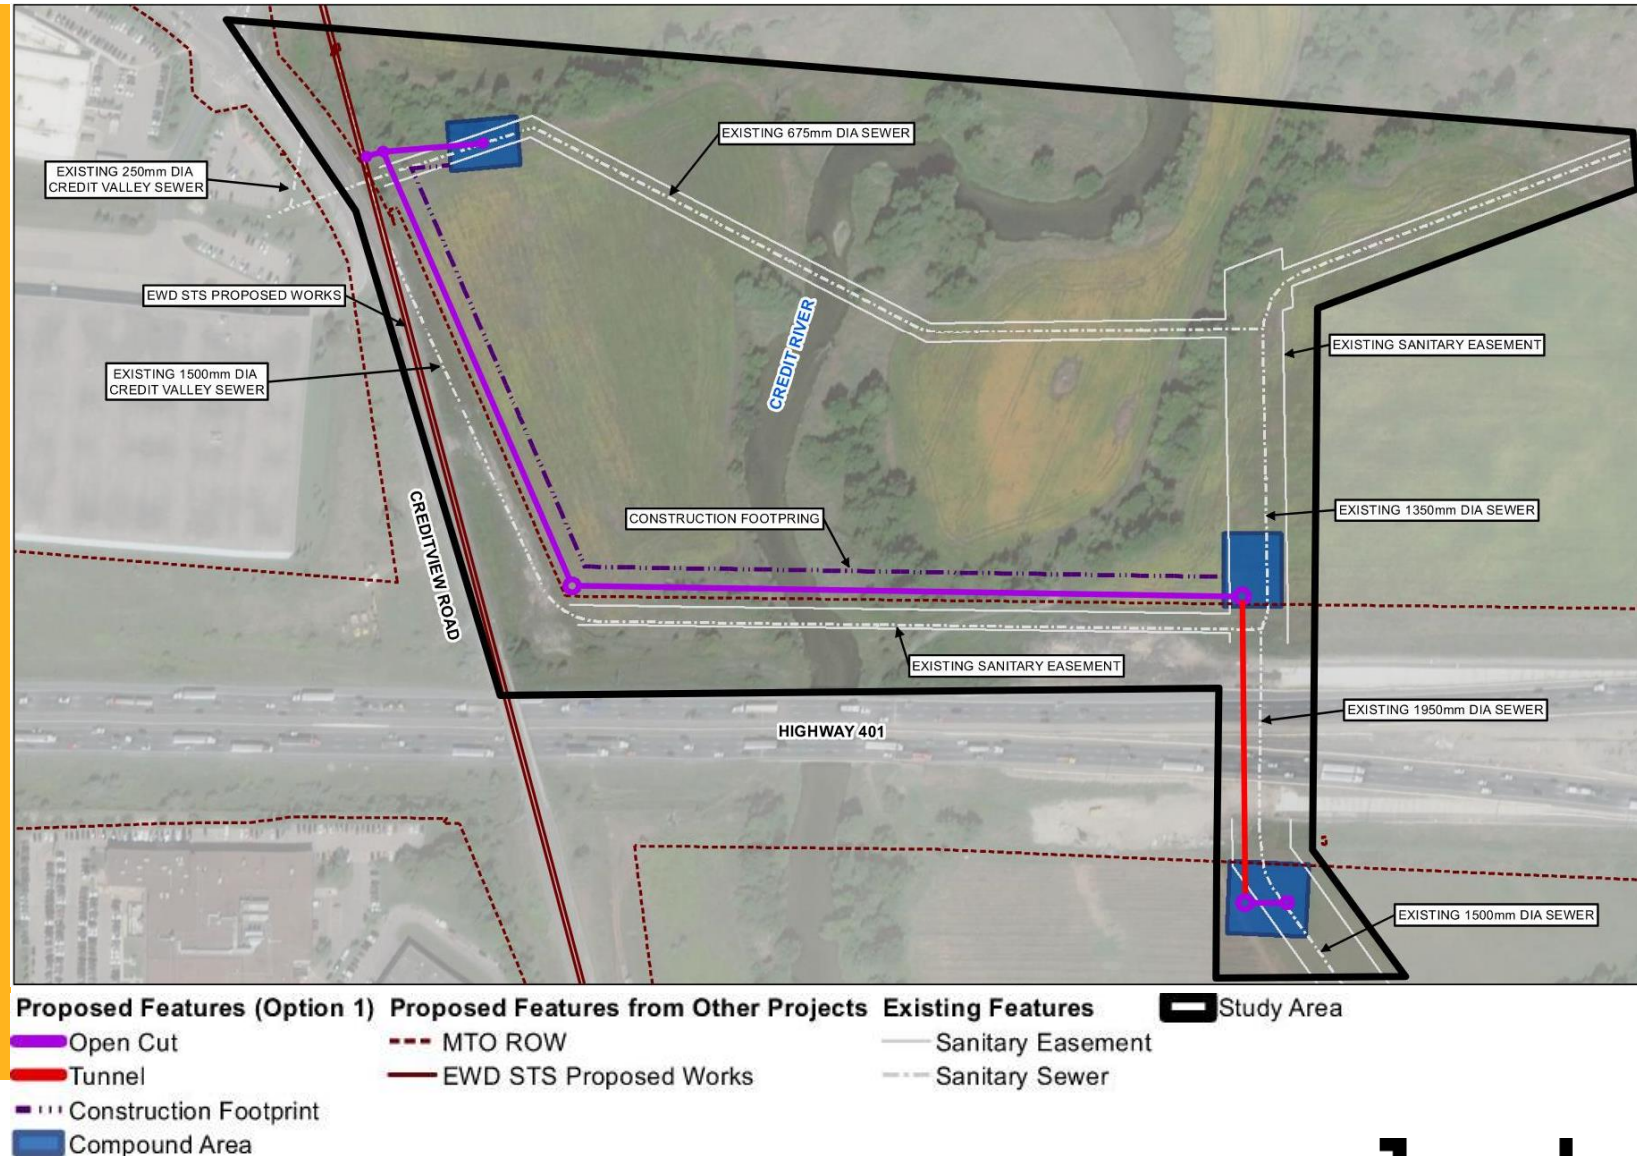 EXISTING 675mm DIA SEWER
EXISTING 250mm DIA
CREDIT VALLEY SEWER
EWD STS PROPOSED WORKS
EXISTING SANITARY EASEMENT
EXISTING 1500mm DIA
CREDIT VALLEY SEWER
CREDIT RIVER
CONSTRUCTION FOOTPRING
EXISTING 1350mm DIA SEWER
CREDITVIEW ROAD
EXISTING SANITARY EASEMENT
EXISTING 1950mm DIA SEWER
HIGHWAY 401
EXISTING 1500mm DIA SEWER
Proposed Features (Option 1)
Open Cut
Tunnel
Construction Footprint
Compound Area
Proposed Features from Other Projects
MTO ROW
EWD STS Proposed Works
Existing Features
Sanitary Easement
Sanitary Sewer
Study Area